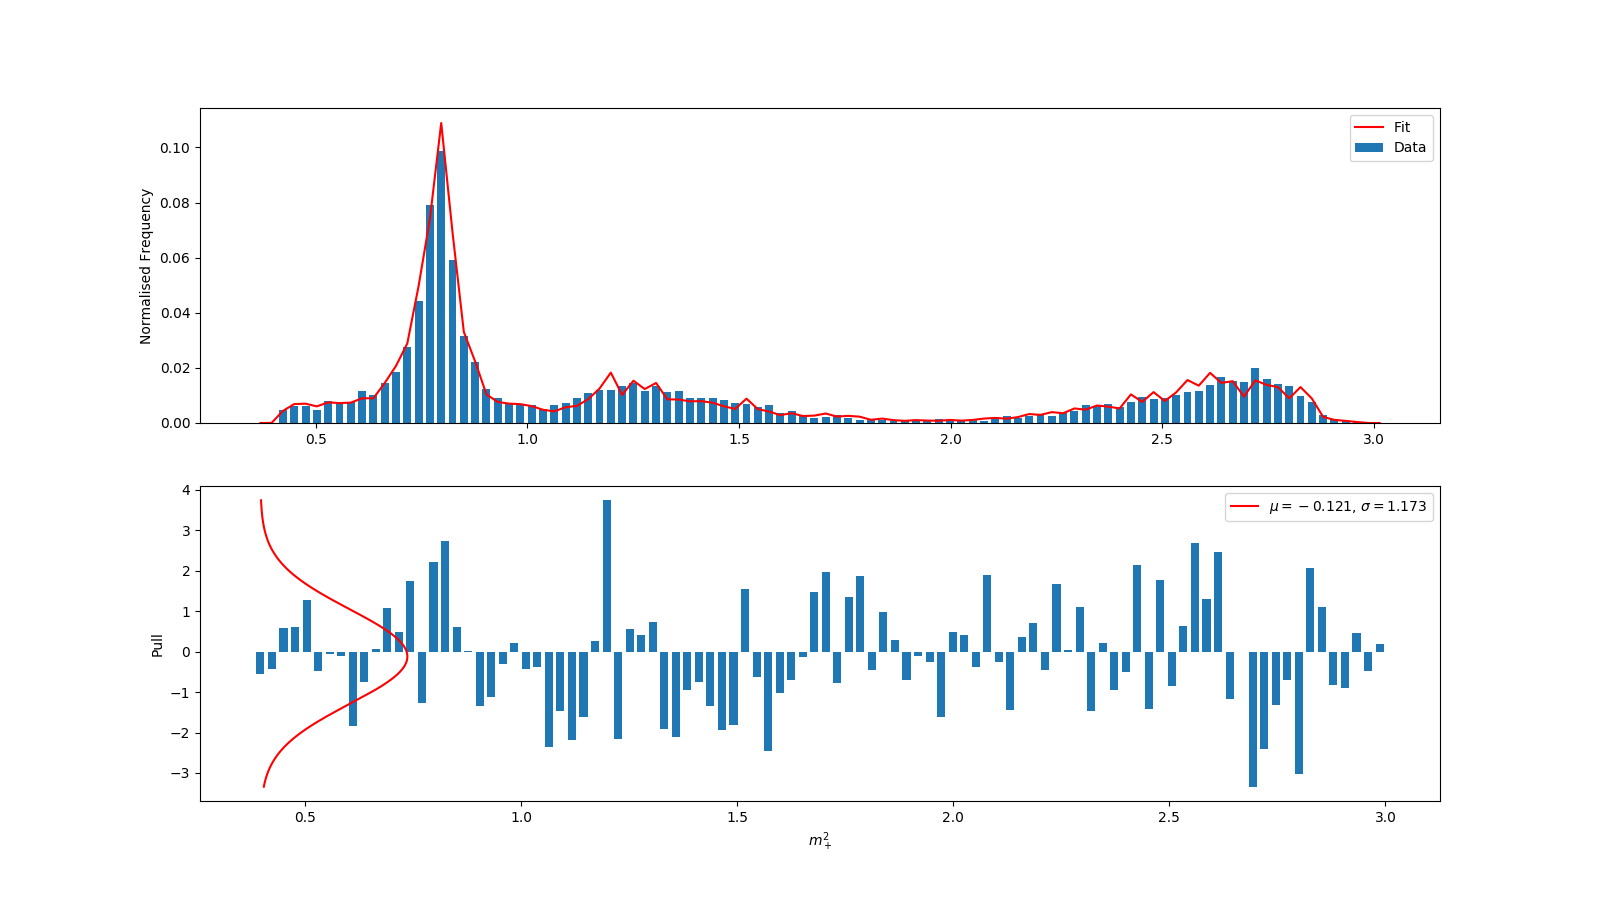 Normalised Frequency
0.10
0.08
0.06
0.04
0.02
0.00
0.5 1.0 1.5 2.0 2.5 3.0
Fit
Data
Pull
4
3
2
1
0
−1
−2
−3
0.5 1.0 1.5 2.0 2.5 3.0
μ = −0.121, σ = 1.173
m²₊